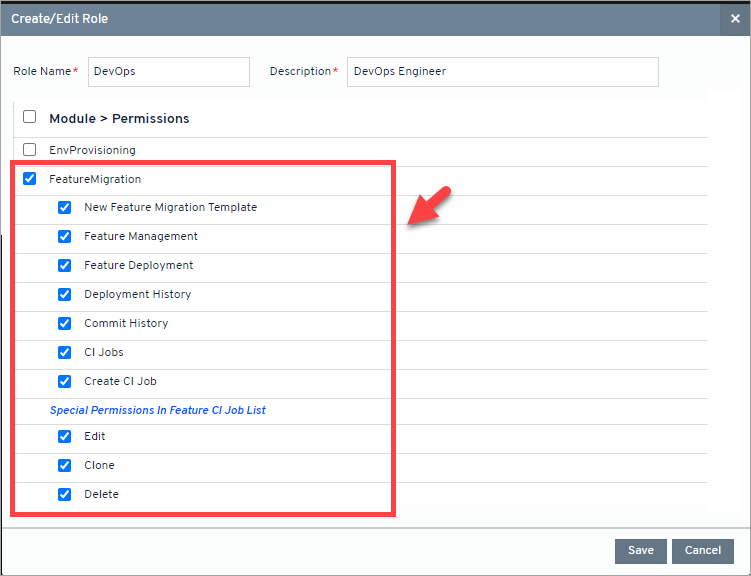 Create/Edit Role ×
Role Name* DevOps Description* DevOps Engineer
Module > Permissions
EnvProvisioning
FeatureMigration
New Feature Migration Template
Feature Management
Feature Deployment
Deployment History
Commit History
CI Jobs
Create CI Job
Special Permissions In Feature CI Job List
Edit
Clone
Delete
Save Cancel